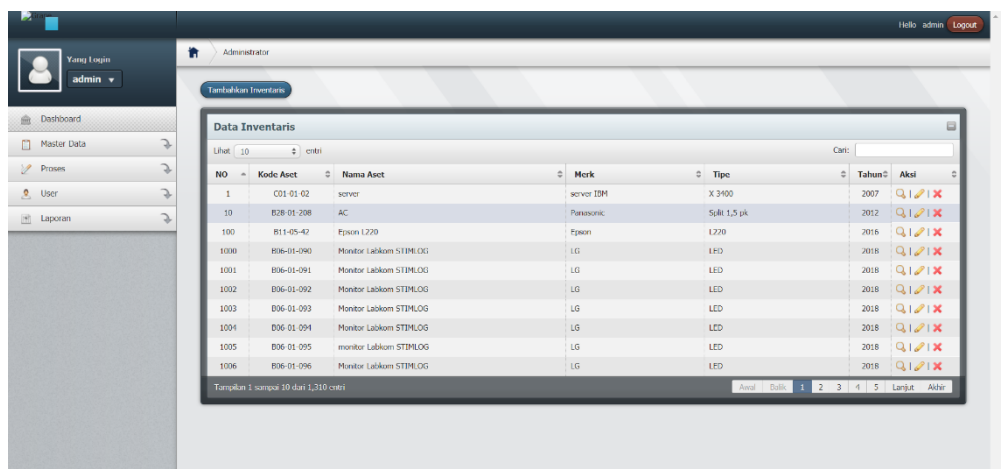 Hello admin Logout
Yang Login
admin
Administrator
Tambahkan Inventaris
Dashboard
Master Data
Proses
User
Laporan
Data Inventaris
Lihat 10 entri Cari:
NO Kode Aset Nama Aset Merk Tipe Tahun Aksi
1 C01-01-02 server server IBM X 3400 2007
10 B28-01-208 AC Panasonic Split 1,5 pk 2012
100 B11-05-42 Epson L220 Epson L220 2016
1000 B06-01-090 Monitor Labkom STIMLOG LG LED 2018
1001 B06-01-091 Monitor Labkom STIMLOG LG LED 2018
1002 B06-01-092 Monitor Labkom STIMLOG LG LED 2018
1003 B06-01-093 Monitor Labkom STIMLOG LG LED 2018
1004 B06-01-094 Monitor Labkom STIMLOG LG LED 2018
1005 B06-01-095 monitor Labkom STIMLOG LG LED 2018
1006 B06-01-096 Monitor Labkom STIMLOG LG LED 2018
Tampilan 1 sampai 10 dari 1,310 entri
Awal Balik 1 2 3 4 5 Lanjut Akhir